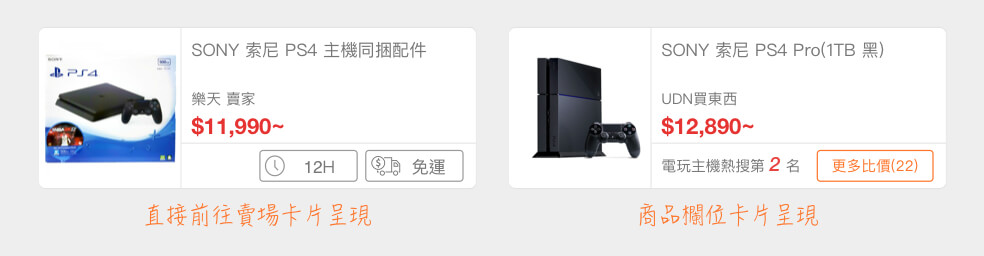 SONY 索尼 PS4 主機同捆配件
樂天 賣家
$11,990~
12H
免運
PS4
直接前往賣場卡片呈現
SONY 索尼 PS4 Pro(1TB 黑)
UDN買東西
$12,890~
電玩主機熱搜第 2 名
更多比價(22)
商品欄位卡片呈現